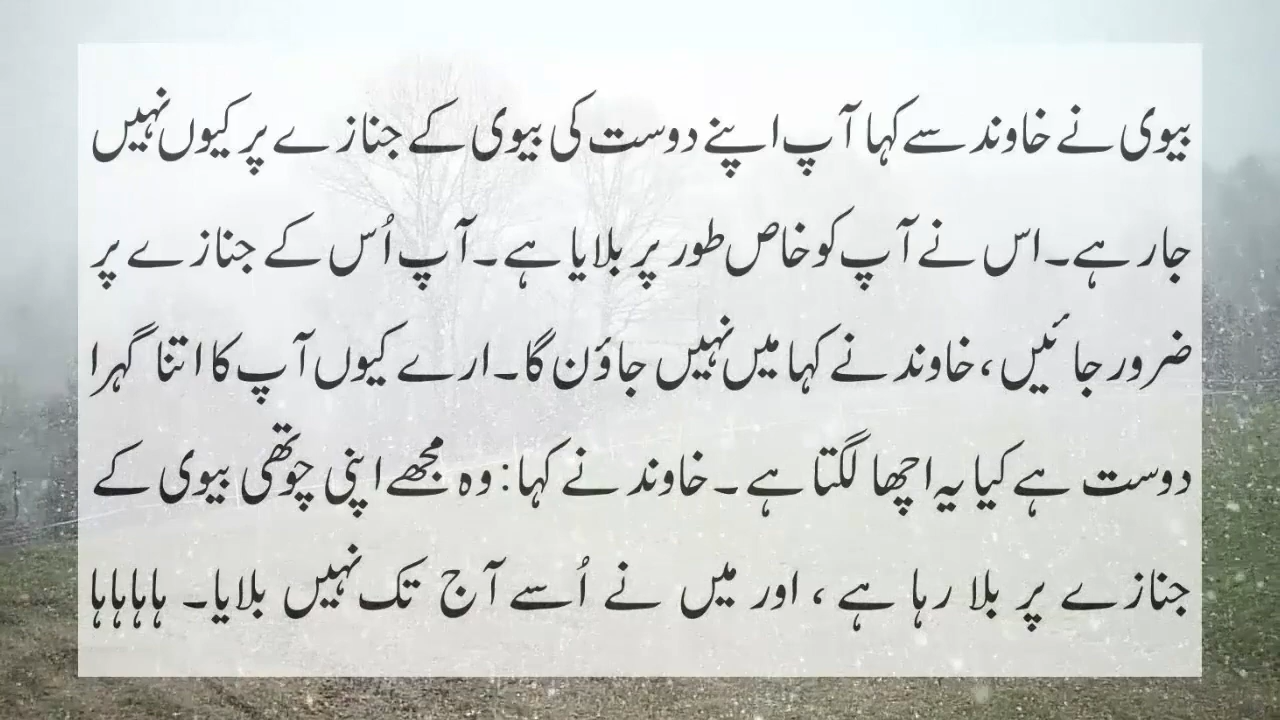 بیوی نے خاوند سے کہا آپ اپنے دوست کی بیوی کے جنازے پر کیوں نہیں
جار ہے۔ اس نے آپ کو خاص طور پر بلایا ہے۔ آپ اُس کے جنازے پر
ضرور جائیں، خاوند نے کہا میں نہیں جاؤن گا۔ ارے کیوں آپ کا اتنا گہرا
دوست ہے کیا یہ اچھا لگتا ہے۔ خاوند نے کہا: وہ مجھے اپنی چوتھی بیوی کے
جنازے پر بلا رہا ہے، اور میں نے اُسے آج تک نہیں بلایا۔ ہاہاہاہا